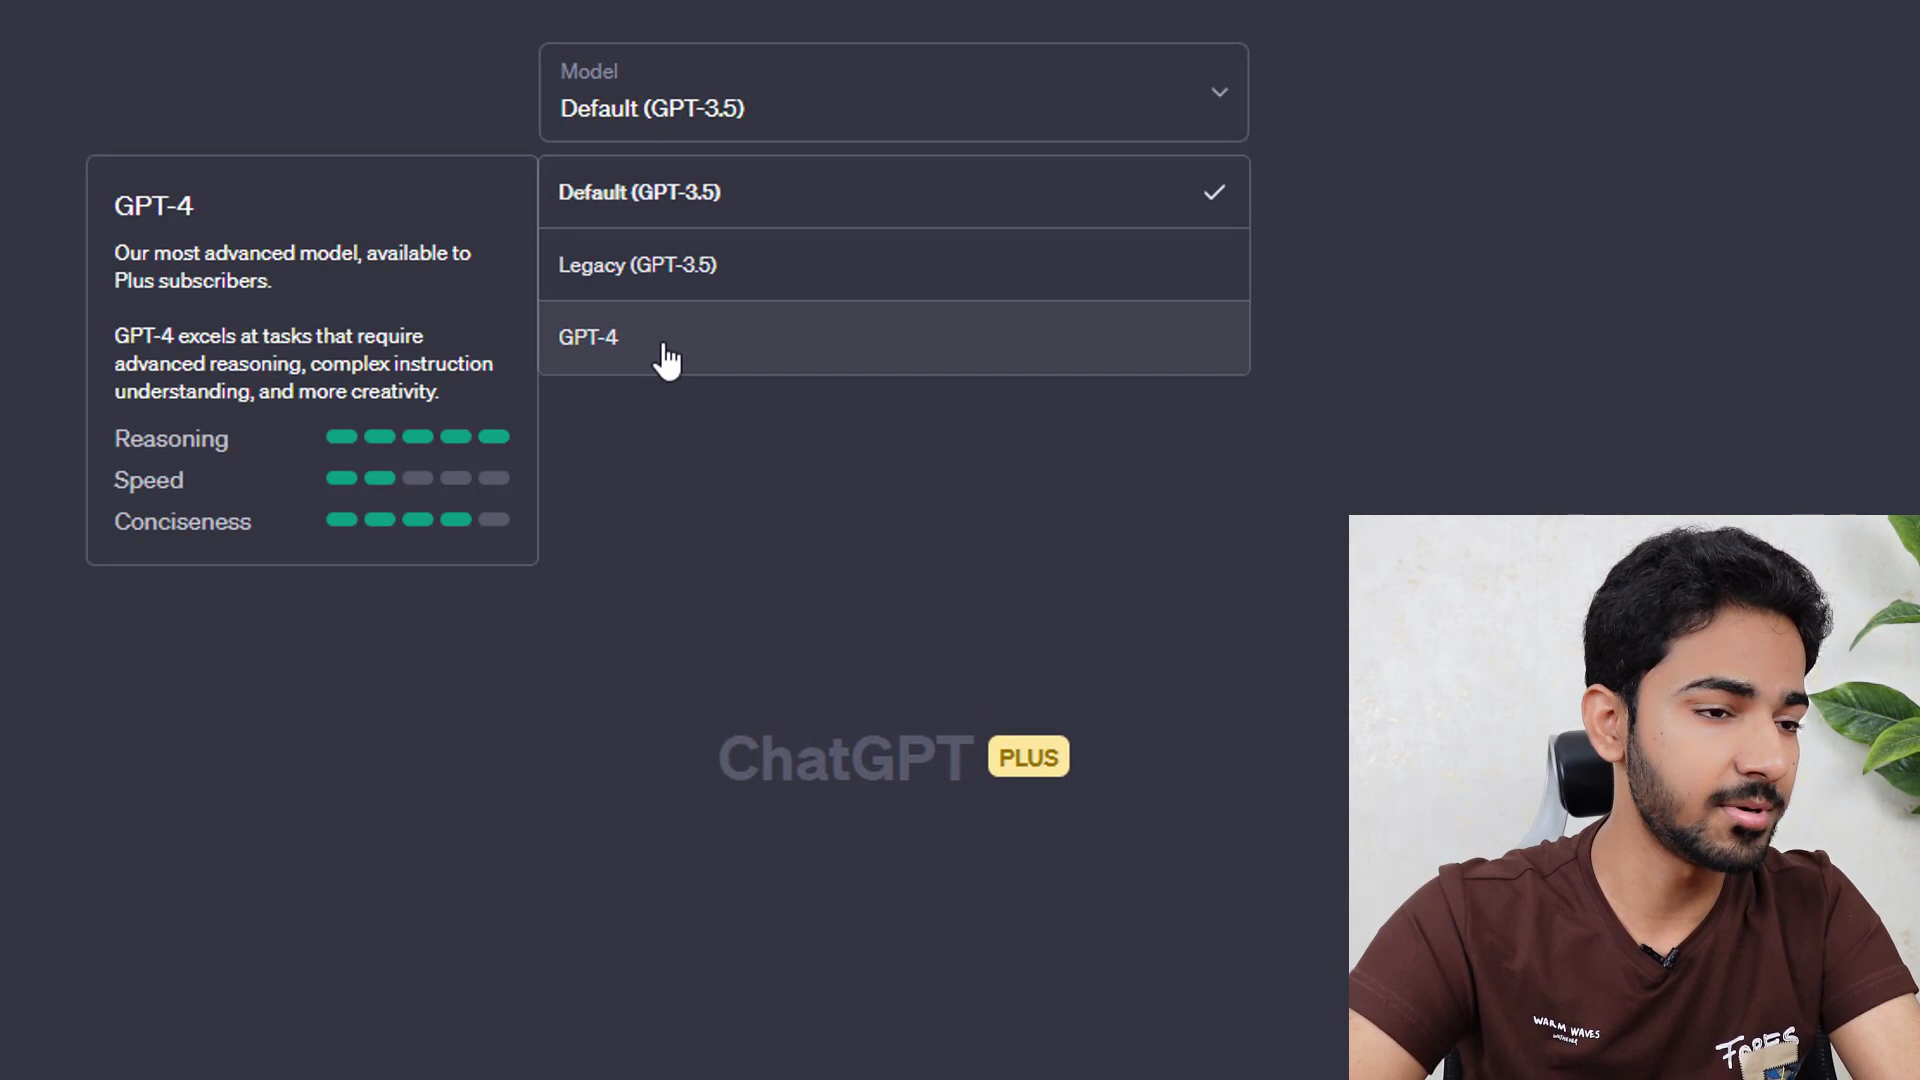 Model
Default (GPT-3.5)
GPT-4
Our most advanced model, available to
Plus subscribers.
GPT-4 excels at tasks that require
advanced reasoning, complex instruction
understanding, and more creativity.
Reasoning
Speed
Conciseness
Default (GPT-3.5)
Legacy (GPT-3.5)
GPT-4
ChatGPT PLUS
WARM WAVES